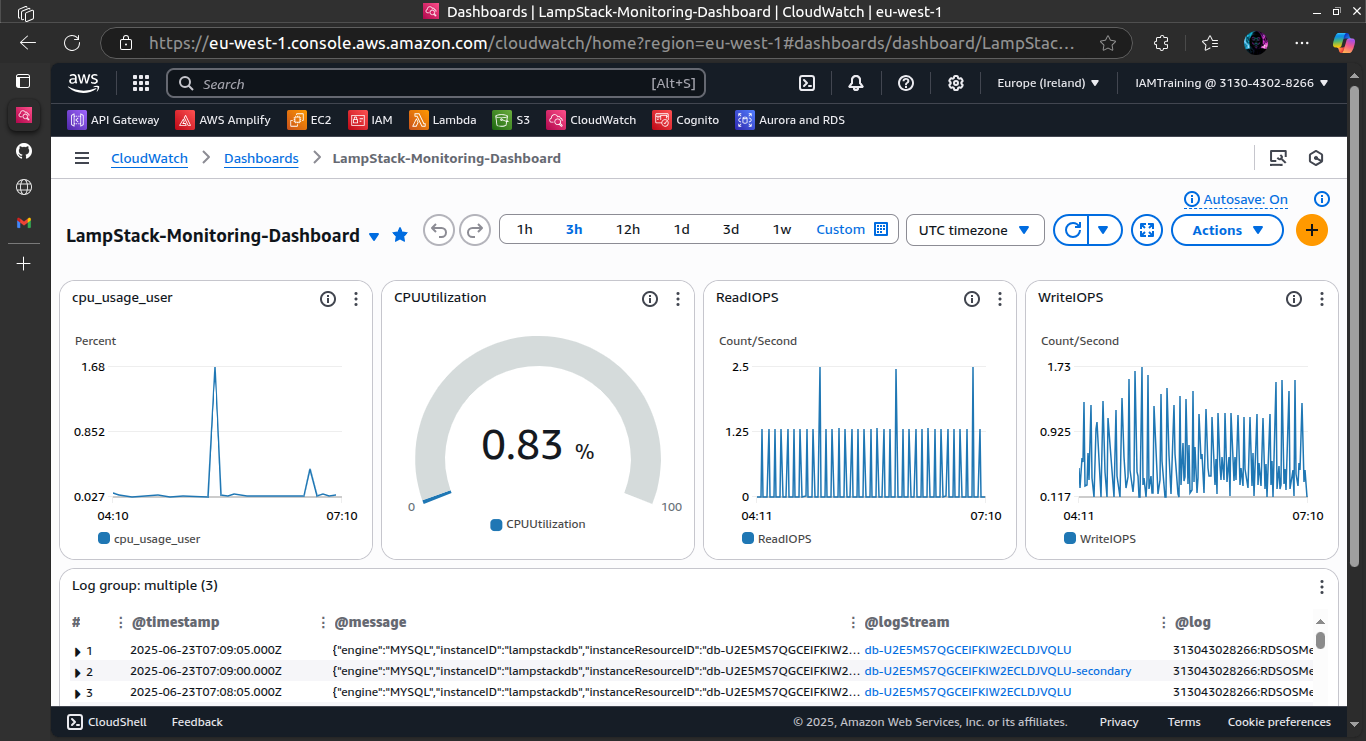 Dashboards | LampStack-Monitoring-Dashboard | CloudWatch | eu-west-1
https://eu-west-1.console.aws.amazon.com/cloudwatch/home?region=eu-west-1#dashboards/dashboard/LampStac...
aws
Search [Alt+S]
Europe (Ireland)
IAMTraining @ 3130-4302-8266
API Gateway AWS Amplify EC2 IAM Lambda S3 CloudWatch Cognito Aurora and RDS
CloudWatch Dashboards LampStack-Monitoring-Dashboard
Autosave: On
LampStack-Monitoring-Dashboard
1h 3h 12h 1d 3d 1w Custom
UTC timezone
Actions
cpu_usage_user
Percent
1.68
0.852
0.027
04:10 07:10
cpu_usage_user
CPUUtilization
0.83 %
0 100
CPUUtilization
ReadIOPS
Count/Second
2.5
1.25
0
04:11 07:10
ReadIOPS
WriteIOPS
Count/Second
1.73
0.925
0.117
04:11 07:10
WriteIOPS
Log group: multiple (3)
# @timestamp @message @logStream @log
1 2025-06-23T07:09:05.000Z {"engine":"MYSQL","instanceID":"lampstackdb","instanceResourceID":"db-U2E5MS7QGCEIFKIW2... db-U2E5MS7QGCEIFKIW2ECLDJVQLU 313043028266:RDSOSMe
2 2025-06-23T07:09:00.000Z {"engine":"MYSQL","instanceID":"lampstackdb","instanceResourceID":"db-U2E5MS7QGCEIFKIW2... db-U2E5MS7QGCEIFKIW2ECLDJVQLU-secondary 313043028266:RDSOSMe
3 2025-06-23T07:08:05.000Z {"engine":"MYSQL","instanceID":"lampstackdb","instanceResourceID":"db-U2E5MS7QGCEIFKIW2... db-U2E5MS7QGCEIFKIW2ECLDJVQLU 313043028266:RDSOSMe
CloudShell Feedback © 2025, Amazon Web Services, Inc. or its affiliates. Privacy Terms Cookie preferences